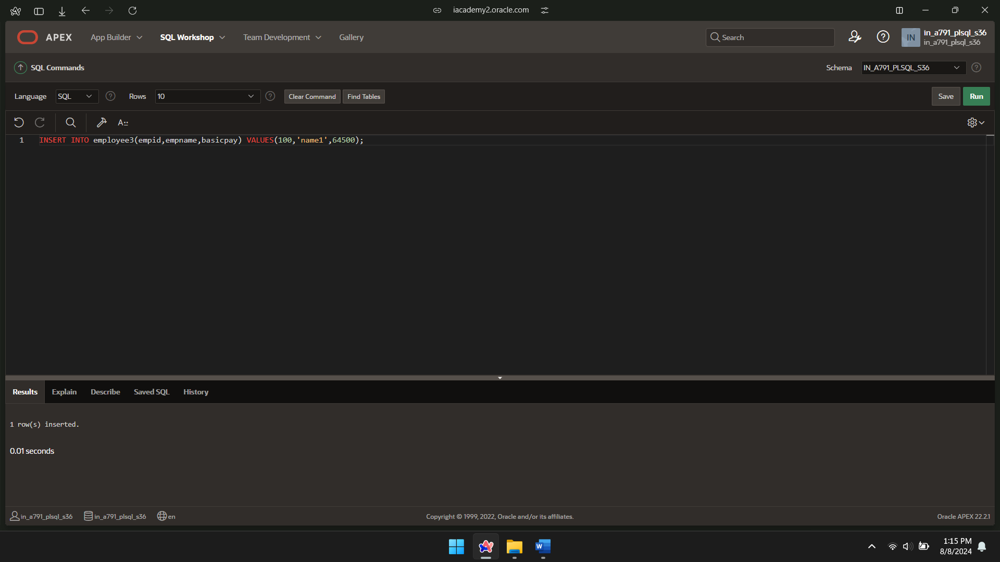 iacademy2.oracle.com
APEX
App Builder
SQL Workshop
Team Development
Gallery
Search
IN
in_a791_plsql_s36
in_a791_plsql_s36
SQL Commands
Schema
IN_A791_PLSQL_S36
Language
SQL
Rows
10
Clear Command
Find Tables
Save
Run
A::
1 INSERT INTO employee3(empid,empname,basicpay) VALUES(100,'name1',64500);
Results
Explain
Describe
Saved SQL
History
1 row(s) inserted.
0.01 seconds
in_a791_plsql_s36
in_a791_plsql_s36
en
Copyright © 1999, 2022, Oracle and/or its affiliates.
Oracle APEX 22.2.1
W
1:15 PM
8/8/2024